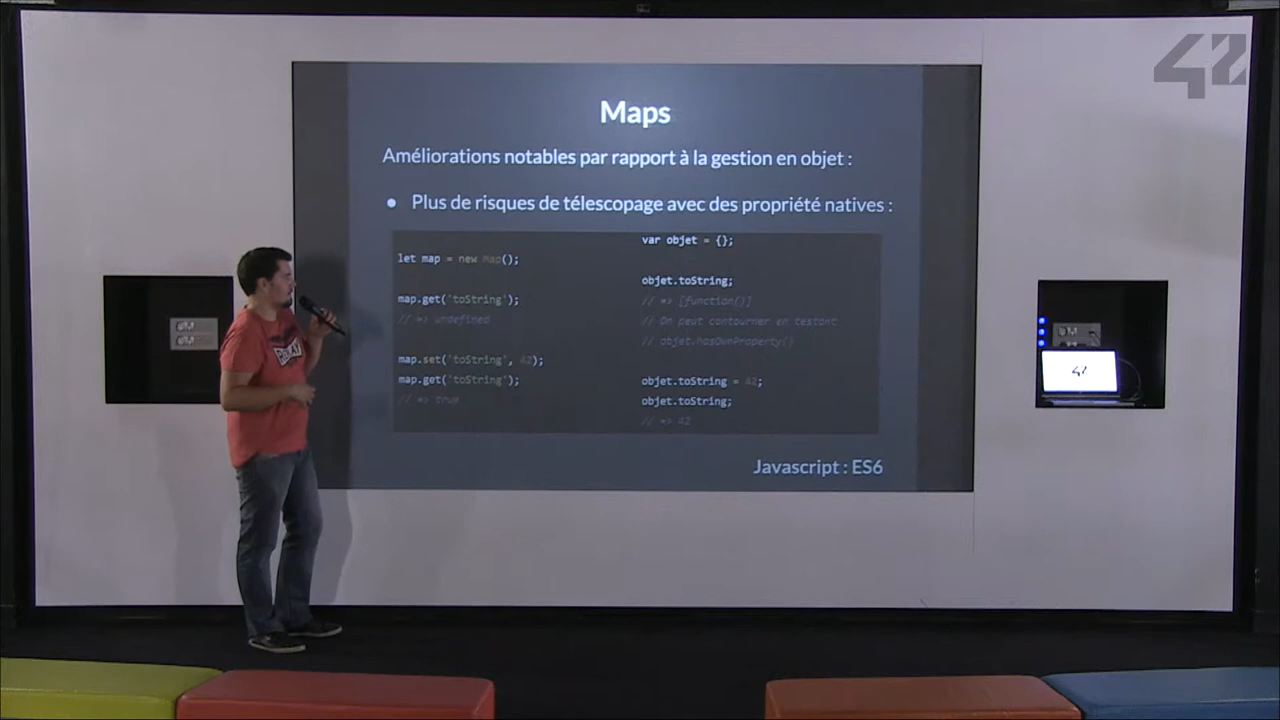 42
Maps
Améliorations notables par rapport à la gestion en objet :
● Plus de risques de télescopage avec des propriété natives :
let map = new Map();
map.get('toString');
// => undefined
map.set('toString', 42);
map.get('toString');
// => true
var objet = {};
objet.toString;
// => [function()]
// On peut contourner en testant
// objet.hasOwnProperty()
objet.toString = 42;
objet.toString;
// => 42
Javascript : ES6
42